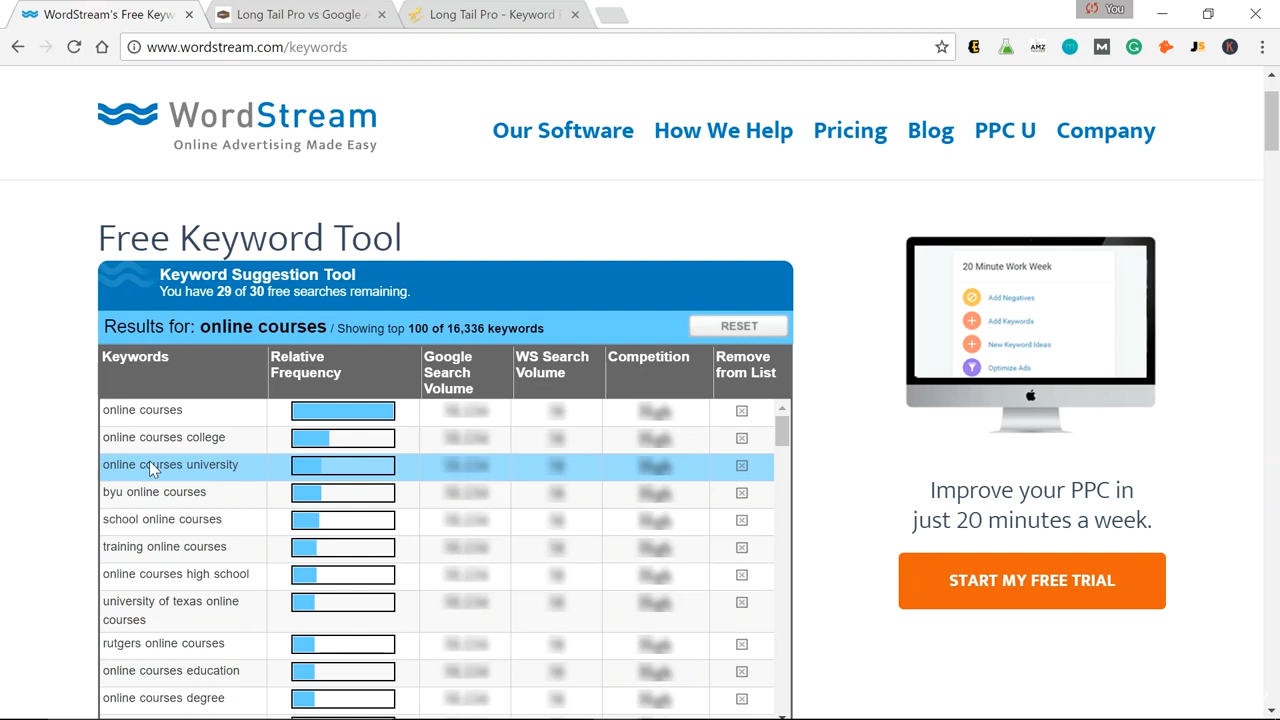 WordStream's Free Keyw
Long Tail Pro vs Google A
Long Tail Pro - Keyword F
You
www.wordstream.com/keywords
WordStream
Online Advertising Made Easy
Our Software How We Help Pricing Blog PPC U Company
Free Keyword Tool
Keyword Suggestion Tool
You have 29 of 30 free searches remaining.
Results for: online courses / Showing top 100 of 16,336 keywords
RESET
Keywords
Relative
Frequency
Google
Search
Volume
WS Search
Volume
Competition
Remove
from List
online courses
online courses college
online courses university
byu online courses
school online courses
training online courses
online courses high school
university of texas online
courses
rutgers online courses
online courses education
online courses degree
20 Minute Work Week
Add Negatives
Add Keywords
New Keyword Ideas
Optimize Ads
Improve your PPC in
just 20 minutes a week.
START MY FREE TRIAL